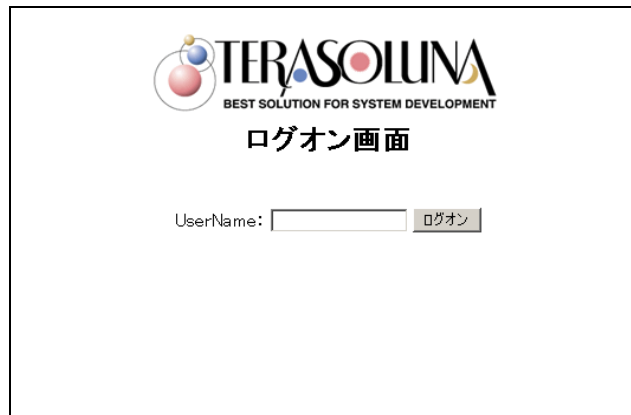 TERASOLUNA
BEST SOLUTION FOR SYSTEM DEVELOPMENT
ログオン画面
UserName： ログオン